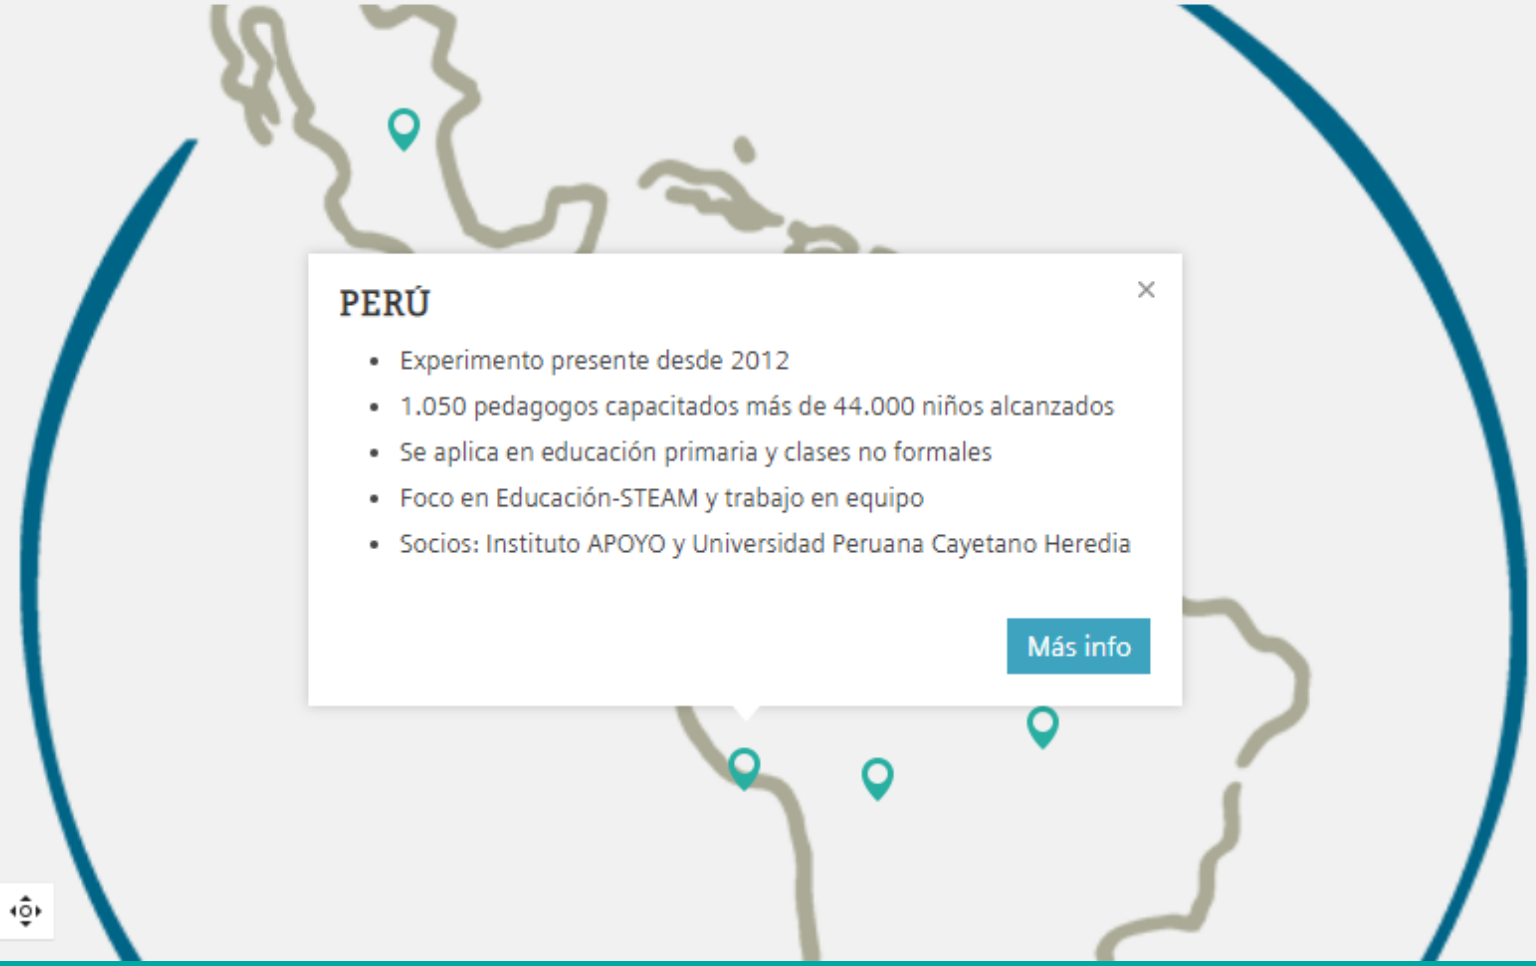 PERÚ
Experimento presente desde 2012
1.050 pedagogos capacitados más de 44.000 niños alcanzados
Se aplica en educación primaria y clases no formales
Foco en Educación-STEAM y trabajo en equipo
Socios: Instituto APOYO y Universidad Peruana Cayetano Heredia
Más info